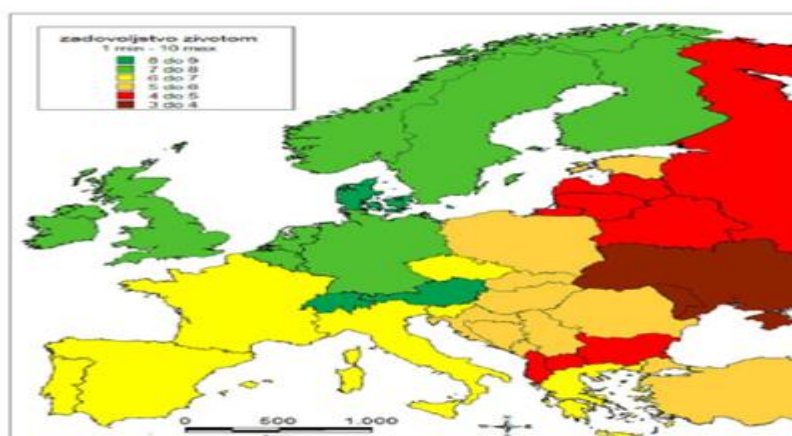 zadovoljstvo zivotom
1 min - 10 max
8 do 9
7 do 8
6 do 7
5 do 6
4 do 5
3 do 4
0 500 1.000